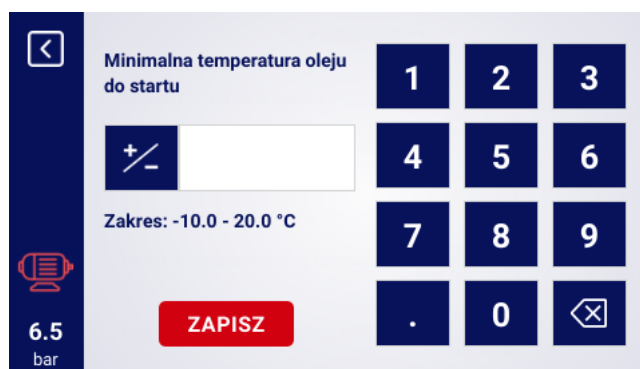 Minimalna temperatura oleju
do startu
+/-
Zakres: -10.0 - 20.0 °C
ZAPISZ
1 2 3
4 5 6
7 8 9
. 0
6.5
bar